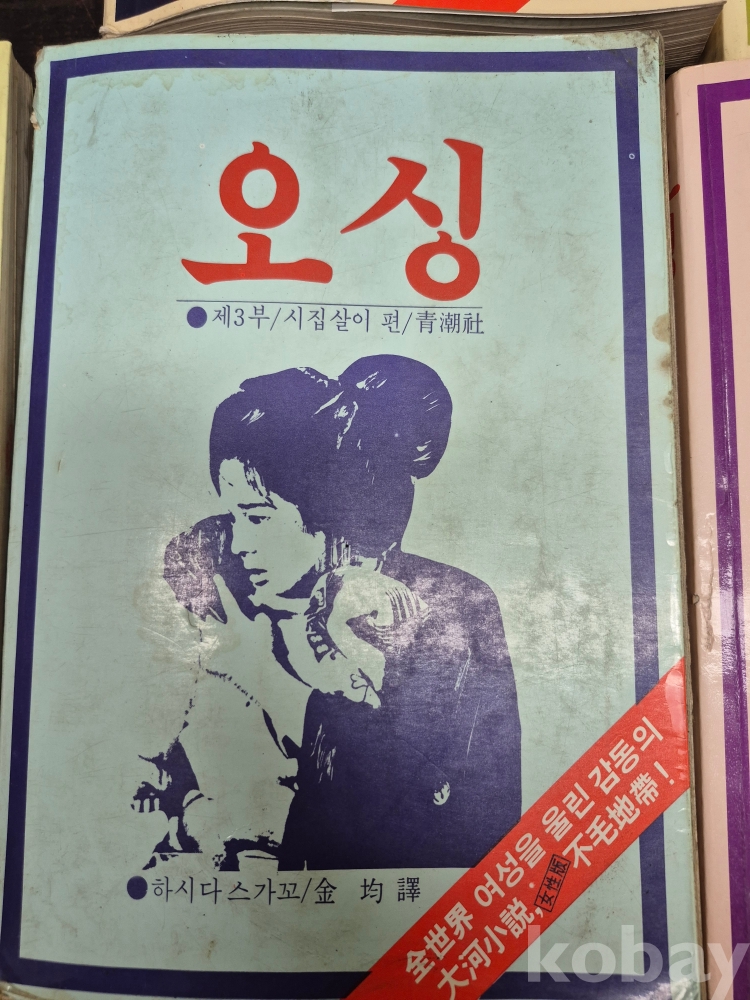 오싱
●제3부/시집살이 편/靑潮社
●하시다 스가꼬/金 均 譯
全世界 여성을 울린 감동의
大河小説, 女性版 · 不毛地帶!
kobay